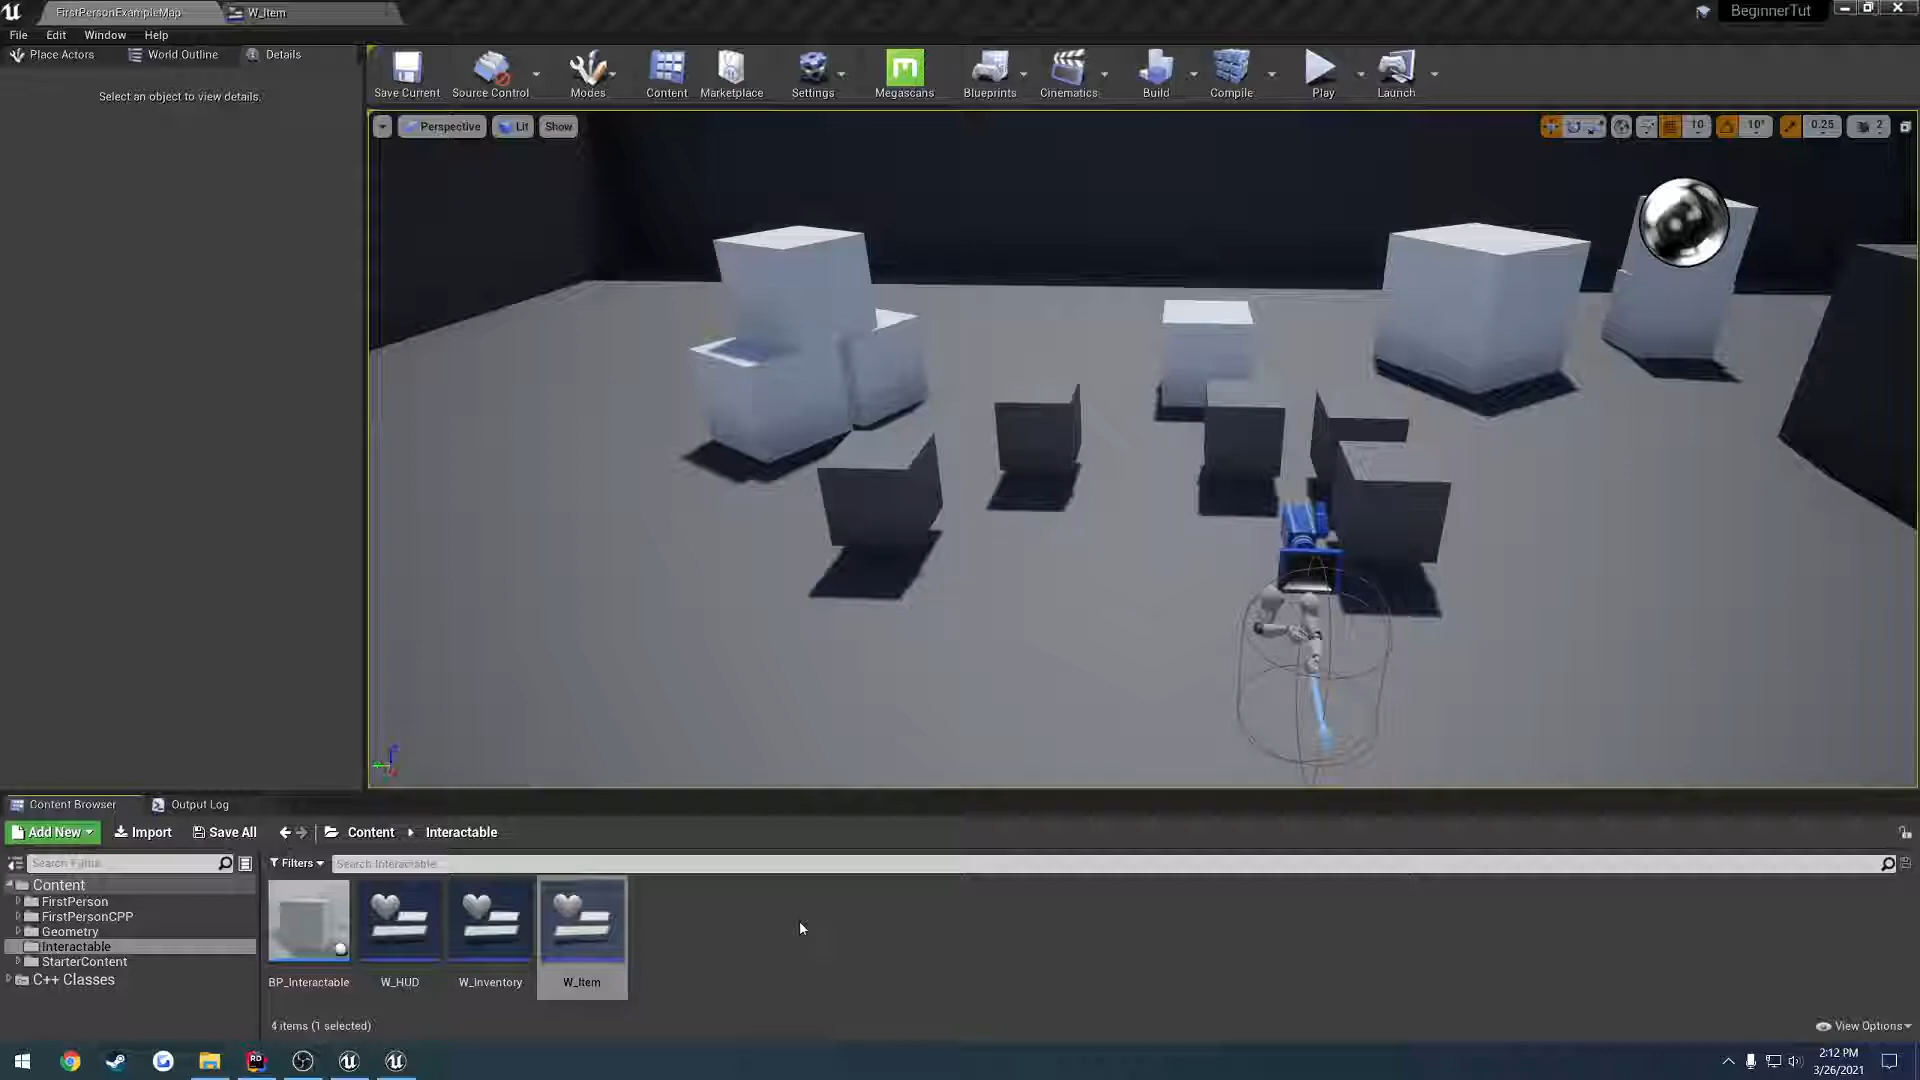 FirstPersonExampleMap
W_Item
BeginnerTut
File
Edit
Window
Help
Place Actors
World Outline
Details
Select an object to view details.
Save Current
Source Control
Modes
Content
Marketplace
Settings
Megascans
Blueprints
Cinematics
Build
Compile
Play
Launch
Perspective
Lit
Show
10
10°
0.25
2
Content Browser
Output Log
Add New
Import
Save All
Content
Interactable
Filters
Search Interactable
Content
FirstPerson
FirstPersonCPP
Geometry
Interactable
StarterContent
C++ Classes
BP_Interactable
W_HUD
W_Inventory
W_Item
4 items (1 selected)
View Options
2:12 PM
3/26/2021